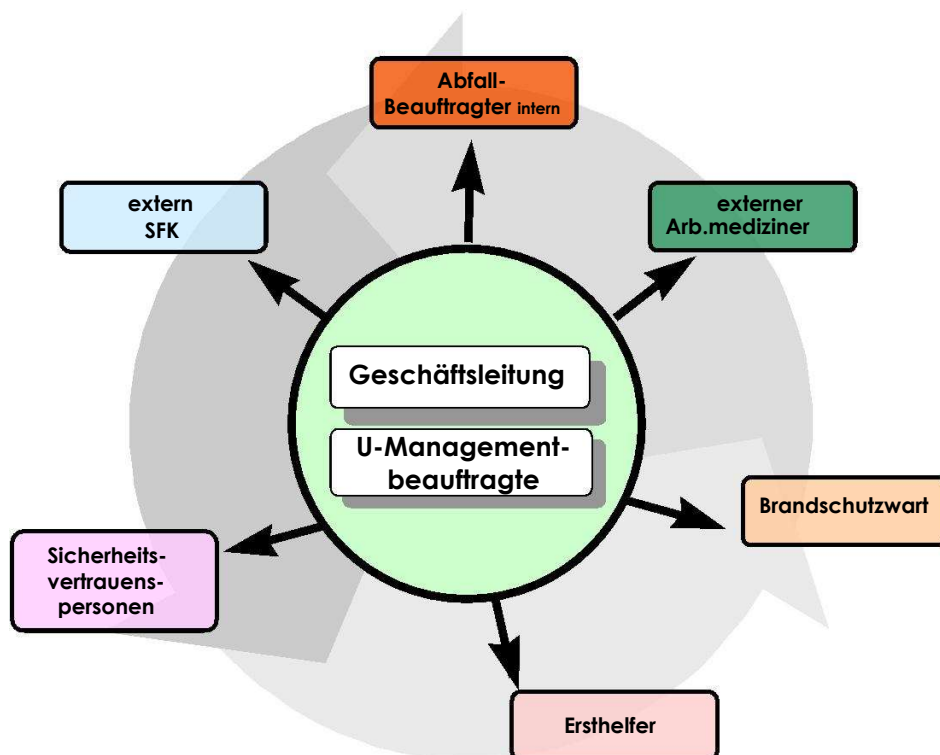 Abfall-
Beauftragter intern
extern
SFK
externer
Arb.mediziner
Geschäftsleitung
U-Management-
beauftragte
Brandschutzwart
Sicherheits-
vertrauens-
personen
Ersthelfer